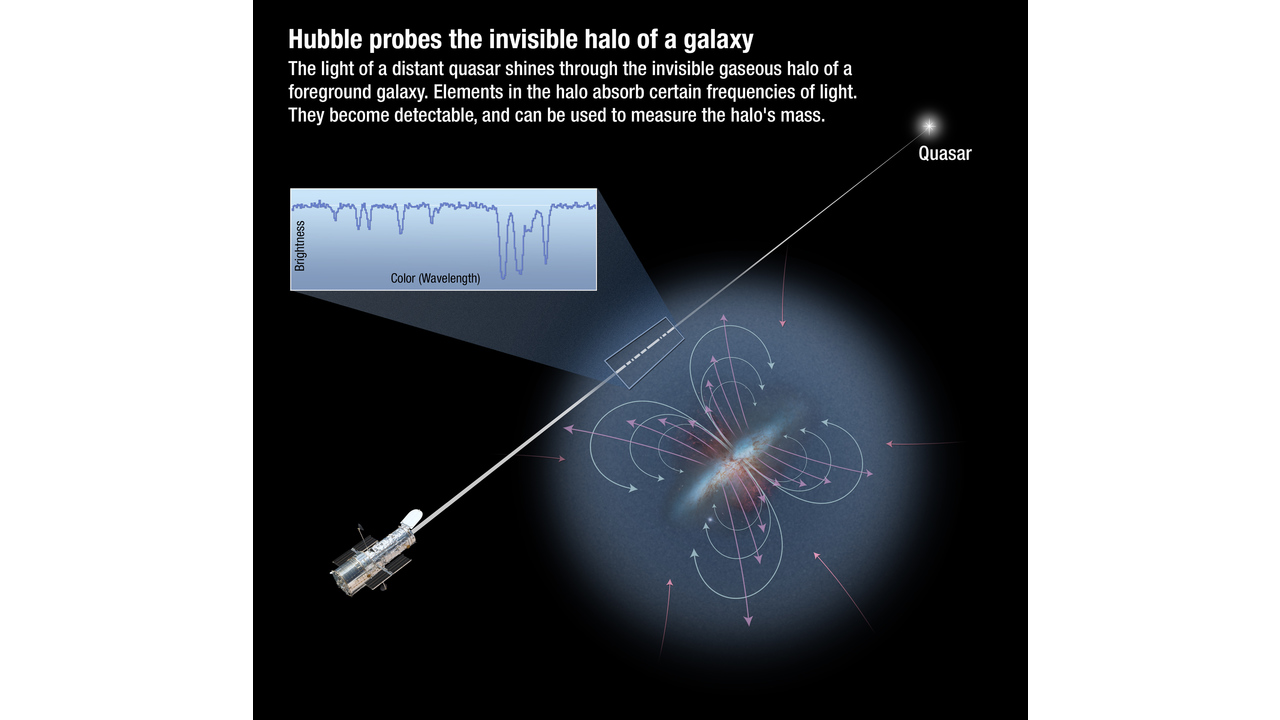 Hubble probes the invisible halo of a galaxy
The light of a distant quasar shines through the invisible gaseous halo of a
foreground galaxy. Elements in the halo absorb certain frequencies of light.
They become detectable, and can be used to measure the halo's mass.
Quasar
Brightness
Color (Wavelength)